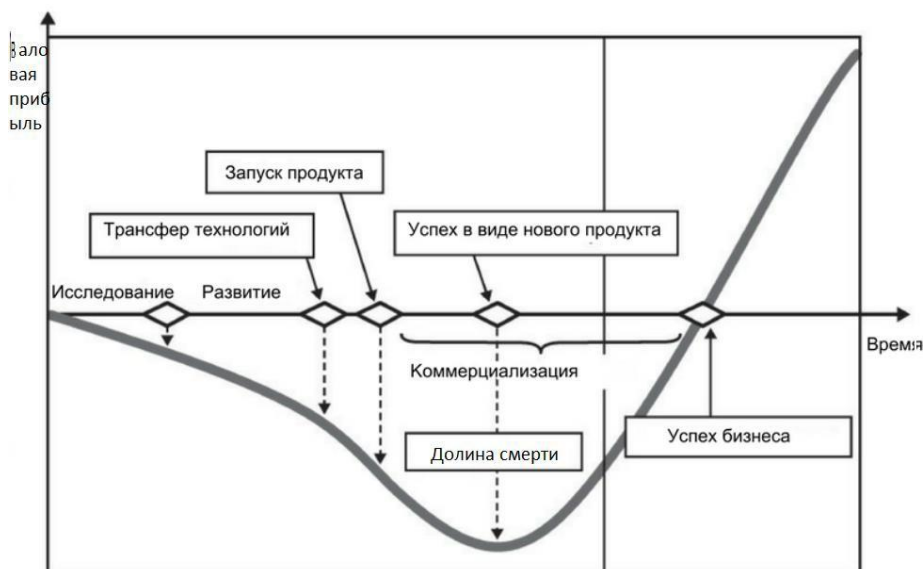 Вало
вая
приб
ыль
Запуск продукта
Трансфер технологий
Успех в виде нового продукта
Исследование
Развитие
Время
Коммерциализация
Долина смерти
Успех бизнеса